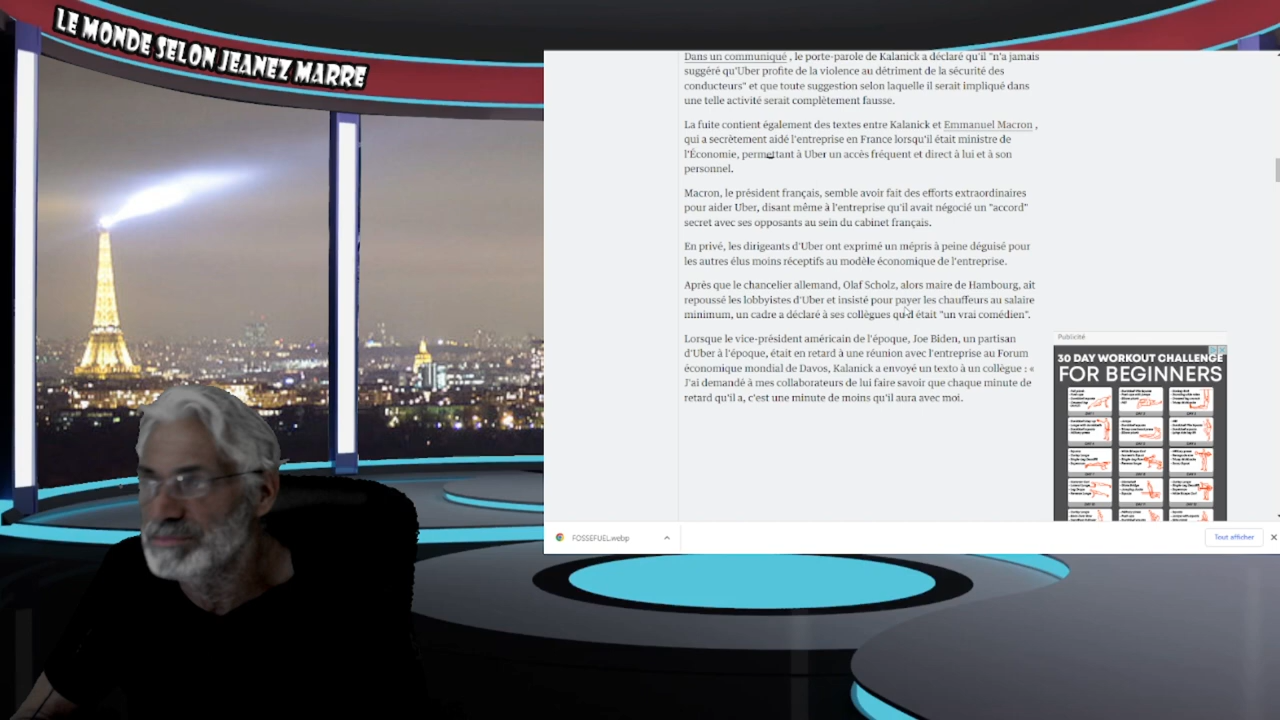 LE MONDE SELON JEANEZ MARRE
Dans un communiqué , le porte-parole de Kalanick a déclaré qu'il "n'a jamais
suggéré qu'Uber profite de la violence au détriment de la sécurité des
conducteurs" et que toute suggestion selon laquelle il serait impliqué dans
une telle activité serait complètement fausse.
La fuite contient également des textes entre Kalanick et Emmanuel Macron ,
qui a secrètement aidé l'entreprise en France lorsqu'il était ministre de
l'Économie, permettant à Uber un accès fréquent et direct à lui et à son
personnel.
Macron, le président français, semble avoir fait des efforts extraordinaires
pour aider Uber, disant même à l'entreprise qu'il avait négocié un "accord"
secret avec ses opposants au sein du cabinet français.
En privé, les dirigeants d'Uber ont exprimé un mépris à peine déguisé pour
les autres élus moins réceptifs au modèle économique de l'entreprise.
Après que le chancelier allemand, Olaf Scholz, alors maire de Hambourg, ait
repoussé les lobbyistes d'Uber et insisté pour payer les chauffeurs au salaire
minimum, un cadre a déclaré à ses collègues qu'il était "un vrai comédien".
Lorsque le vice-président américain de l'époque, Joe Biden, un partisan
d'Uber à l'époque, était en retard à une réunion avec l'entreprise au Forum
économique mondial de Davos, Kalanick a envoyé un texto à un collègue : «
J'ai demandé à mes collaborateurs de lui faire savoir que chaque minute de
retard qu'il a, c'est une minute de moins qu'il aura avec moi.
Publicité
30 DAY WORKOUT CHALLENGE
FOR BEGINNERS
FOSSEFUEL.webp
Tout afficher